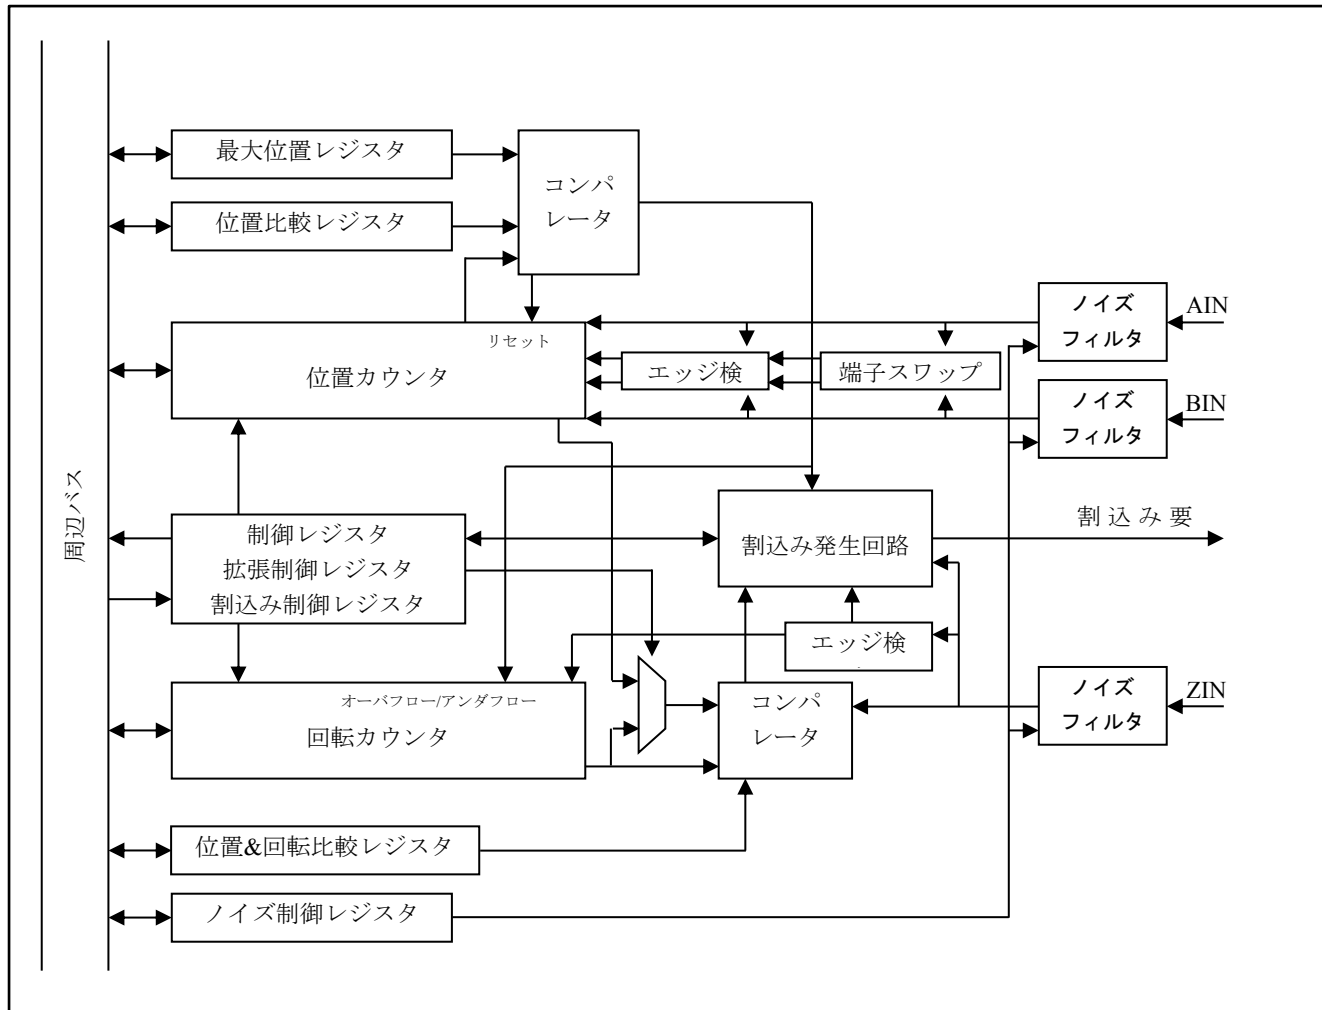 最大位置レジスタ
コンパ
レータ
位置比較レジスタ
リセット
位置カウンタ
エッジ検
端子スワップ
ノイズ
フィルタ
AIN
ノイズ
フィルタ
BIN
周辺バス
制御レジスタ
拡張制御レジスタ
割込み制御レジスタ
割込み発生回路
割込み要
エッジ検
オーバフロー/アンダフロー
回転カウンタ
コンパ
レータ
ノイズ
フィルタ
ZIN
位置&回転比較レジスタ
ノイズ制御レジスタ